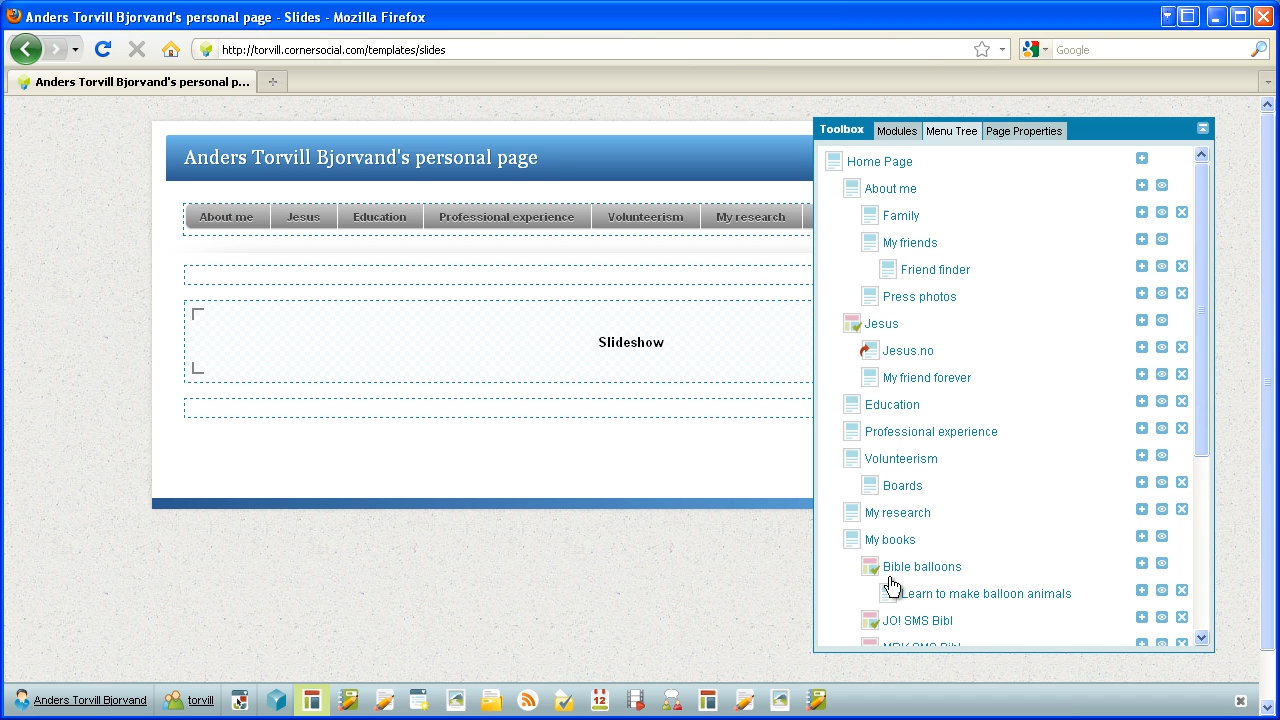 Anders Torvill Bjorvand's personal page - Slides - Mozilla Firefox
http://torvill.cornersocial.com/templates/slides
Google
Anders Torvill Bjorvand's personal p...
Anders Torvill Bjorvand's personal page
About me Jesus Education Professional experience Volunteerism My research
Slideshow
Toolbox Modules Menu Tree Page Properties
Home Page
About me
Family
My friends
Friend finder
Press photos
Jesus
Jesus.no
My friend forever
Education
Professional experience
Volunteerism
Boards
My research
My books
Bible balloons
Learn to make balloon animals
JO! SMS Bibl
Anders Torvill Bjorvand torvill 12